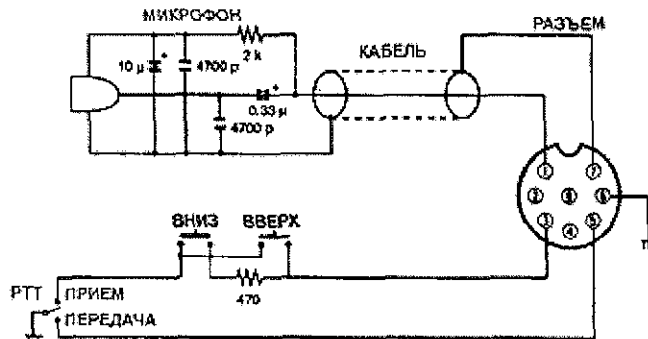 МИКРОФОН
РАЗЪЕМ
КАБЕЛЬ
2 k
10 μ
4700 p
0.33 μ
4700 p
1
7
2
8
6
3
5
4
ВНИЗ
ВВЕРХ
470
РТТ
ПРИЕМ
ПЕРЕДАЧА